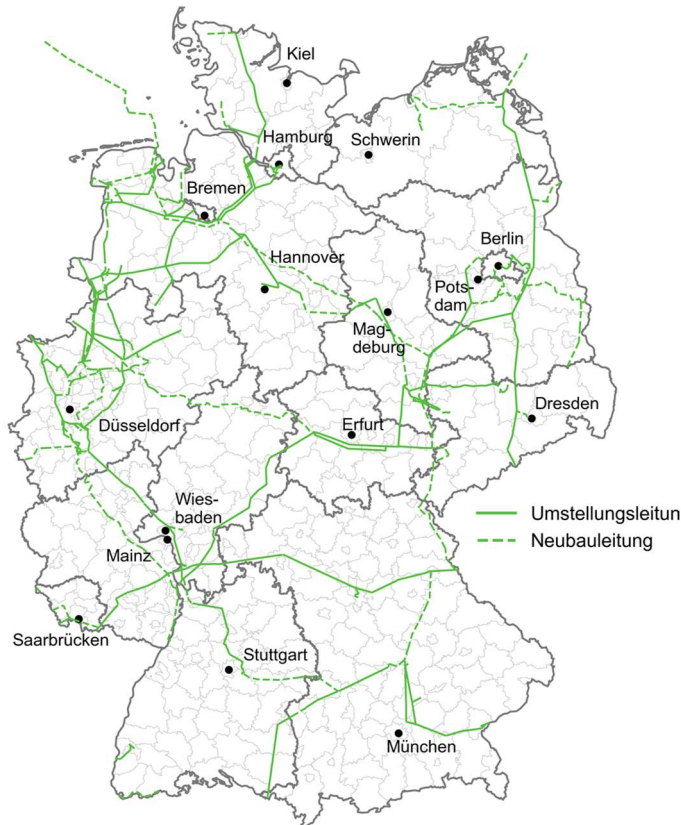 Kiel
Hamburg
Schwerin
Bremen
Berlin
Hannover
Pots-
dam
Mag-
deburg
Düsseldorf
Erfurt
Dresden
Wies-
baden
Umstellungsleitun
Mainz
Neubauleitung
Saarbrücken
Stuttgart
München